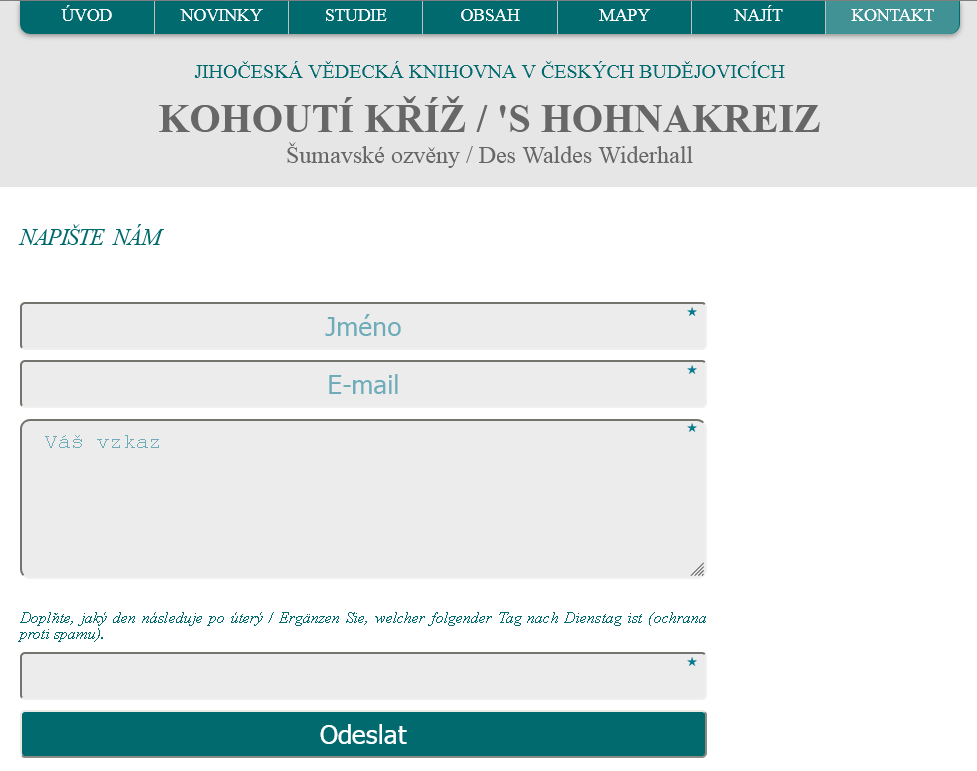 ÚVOD NOVINKY STUDIE OBSAH MAPY NAJÍT KONTAKT
JIHOČESKÁ VĚDECKÁ KNIHOVNA V ČESKÝCH BUDĚJOVICÍCH
KOHOUTÍ KŘÍŽ / 'S HOHNAKREIZ
Šumavské ozvěny / Des Waldes Widerhall
NAPIŠTE NÁM
Jméno
E-mail
Váš vzkaz
Doplňte, jaký den následuje po úterý / Ergänzen Sie, welcher folgender Tag nach Dienstag ist (ochrana
proti spamu).
Odeslat